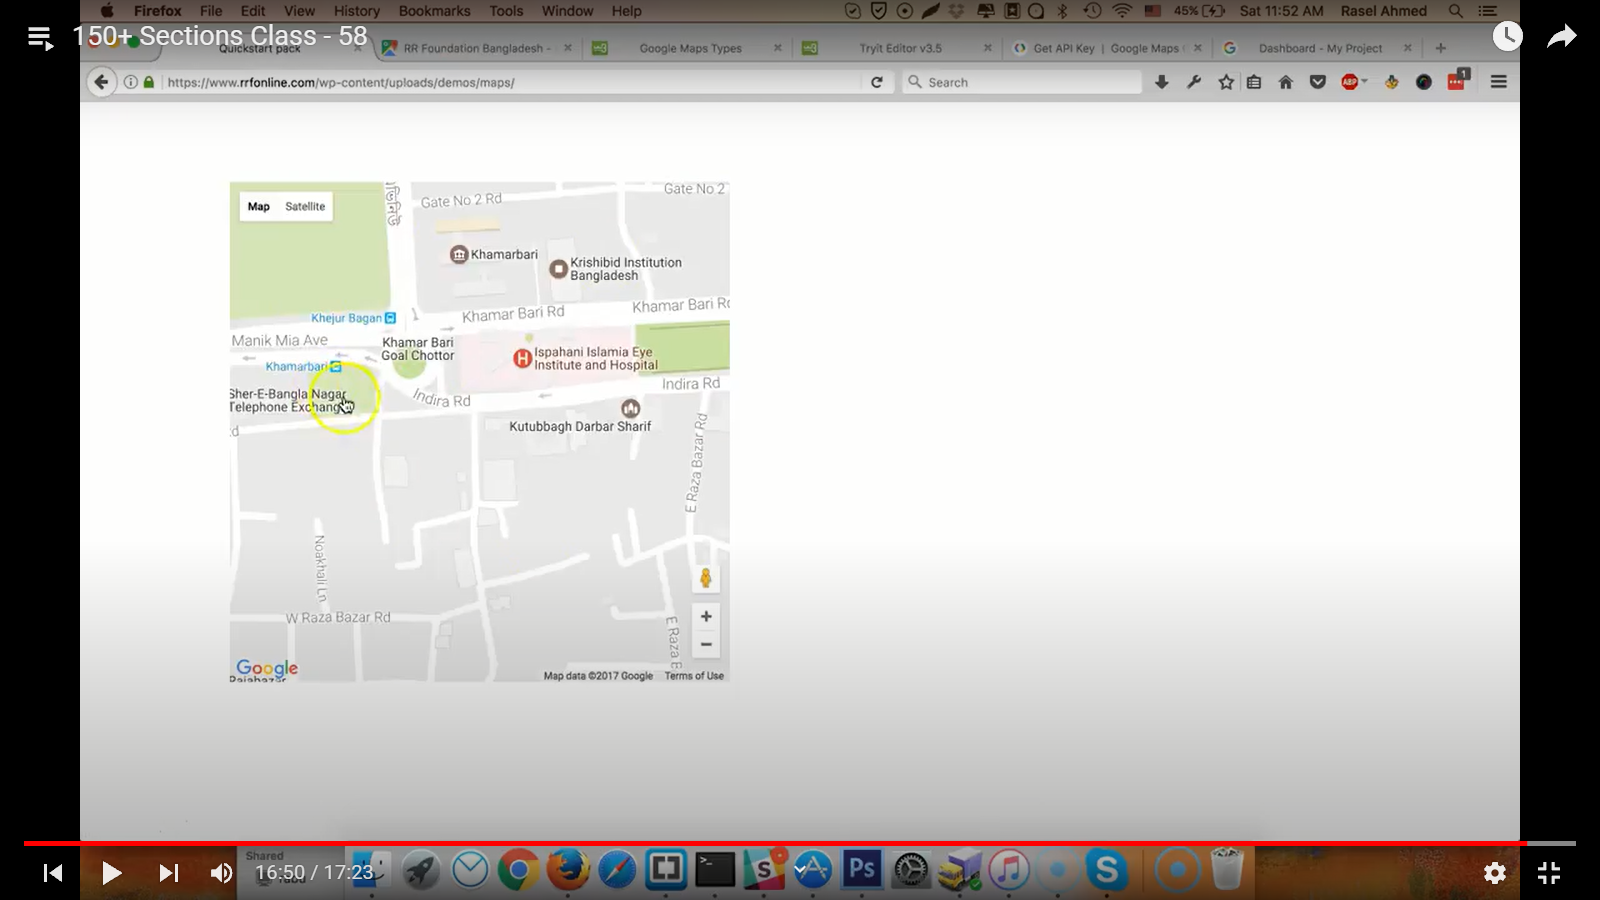 Firefox File Edit View History Bookmarks Tools Window Help 45% Sat 11:52 AM Rasel Ahmed
150+ Sections Class - 58
Quickstart pack RR Foundation Bangladesh - Google Maps Types Tryit Editor v3.5 Get API Key | Google Maps Dashboard - My Project
https://www.rrfonline.com/wp-content/uploads/demos/maps/ Search ABP 1
Gate No 2
Map Satellite
Gate No 2 Rd
Khamarbari
Krishibid Institution
Bangladesh
Khamar Bari Rd
Khamar Bari Rd
Khejur Bagan
Manik Mia Ave
Khamar Bari
Goal Chottor
Ispahani Islamia Eye
Institute and Hospital
Khamarbari
Indira Rd
Sher-E-Bangla Nagar
Telephone Exchange
Indira Rd
Kutubbagh Darbar Sharif
Rd
E Raza Bazar Rd
Noakhali Ln
W Raza Bazar Rd
E Raza B
Google
Map data ©2017 Google Terms of Use
Rajabazar
Shared
16:50 / 17:23
Ps